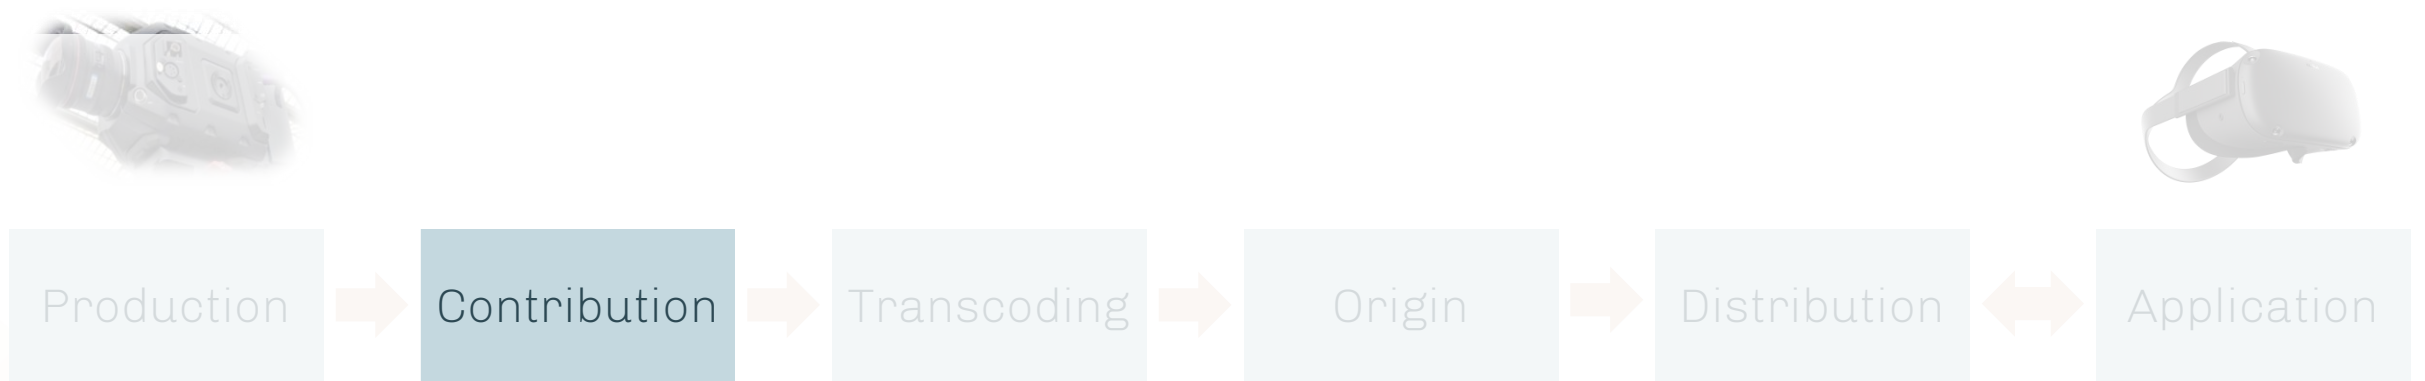 Production
Contribution
Transcoding
Origin
Distribution
Application